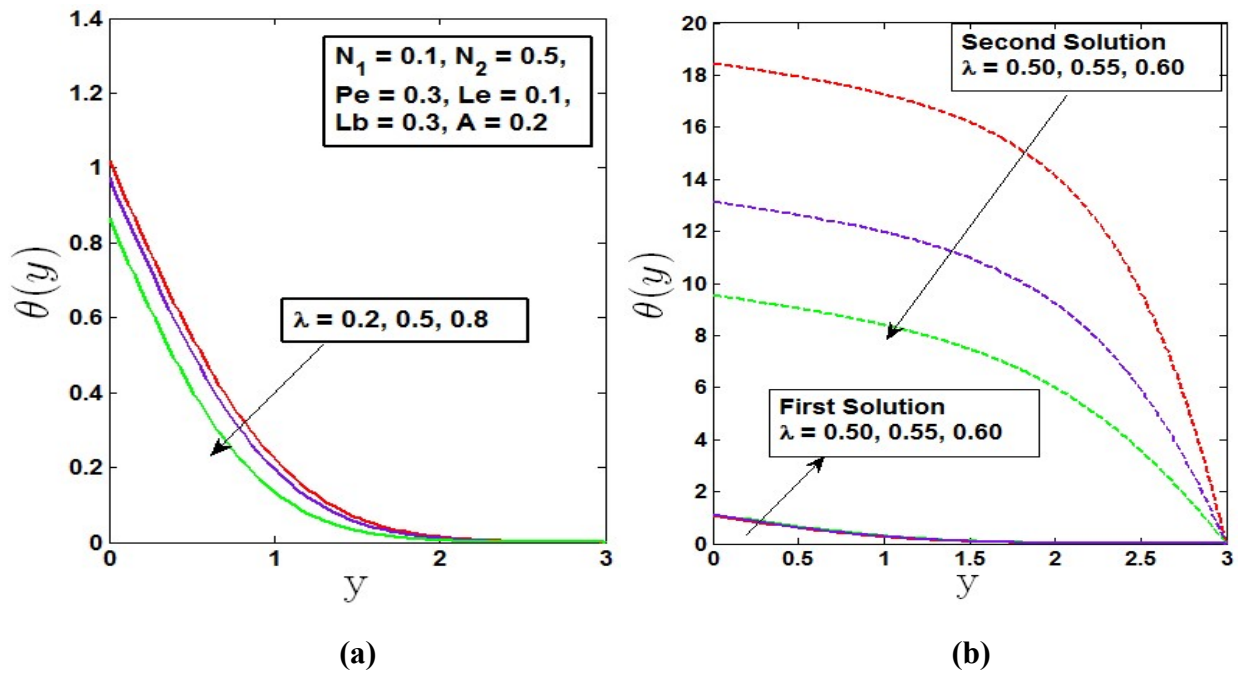 1.4
1.2
1
0.8
0.6
0.4
0.2
0
N₁ = 0.1, N₂ = 0.5,
Pe = 0.3, Le = 0.1,
Lb = 0.3, A = 0.2
λ = 0.2, 0.5, 0.8
θ(y)
0 1 2 3
y
(a)
20
18
16
14
12
10
8
6
4
2
0
Second Solution
λ = 0.50, 0.55, 0.60
First Solution
λ = 0.50, 0.55, 0.60
θ(y)
0 0.5 1 1.5 2 2.5 3
y
(b)